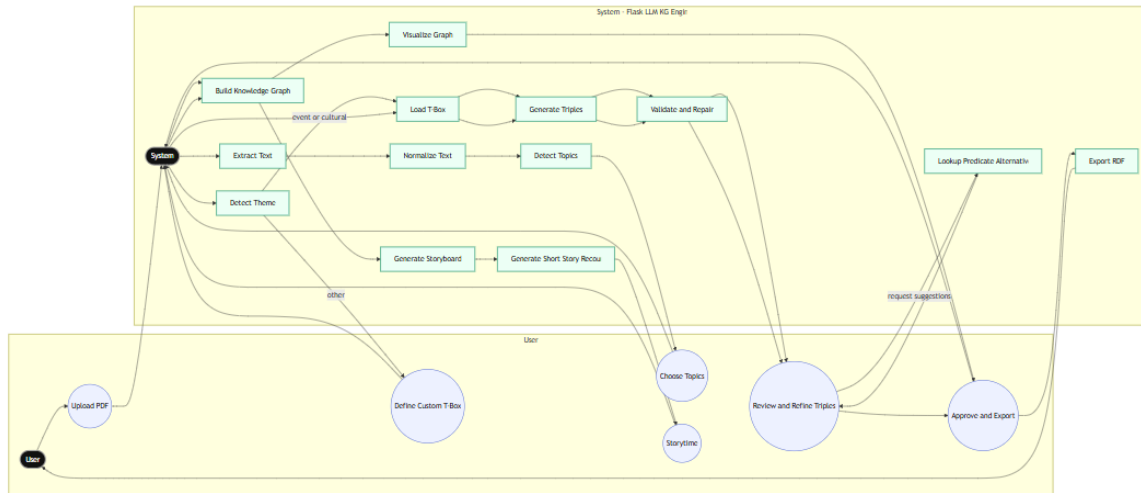 System - Flask LLM KG Engir
Visualize Graph
Build Knowledge Graph
Load T-Box
Generate Triples
Validate and Repair
event or cultural
System
Extract Text
Normalize Text
Detect Topics
Lookup Predicate Alternativ
Export RDF
Detect Theme
Generate Storyboard
Generate Short Story Recou
other
request suggestions
User
Choose Topics
Upload PDF
Define Custom T-Box
Review and Refine Triples
Approve and Export
Storytime
User